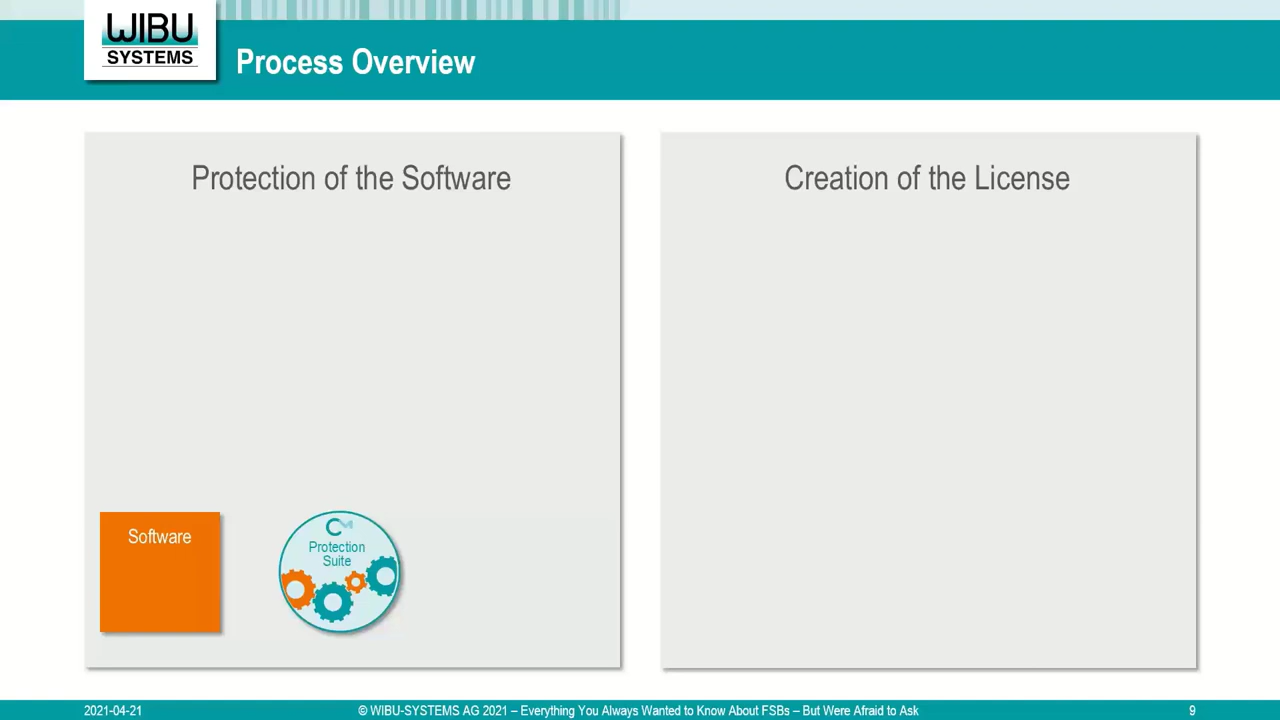 WIBU
SYSTEMS
Process Overview
Protection of the Software
Creation of the License
Software
CM
Protection
Suite
2021-04-21
© WIBU-SYSTEMS AG 2021 – Everything You Always Wanted to Know About FSBs – But Were Afraid to Ask
9